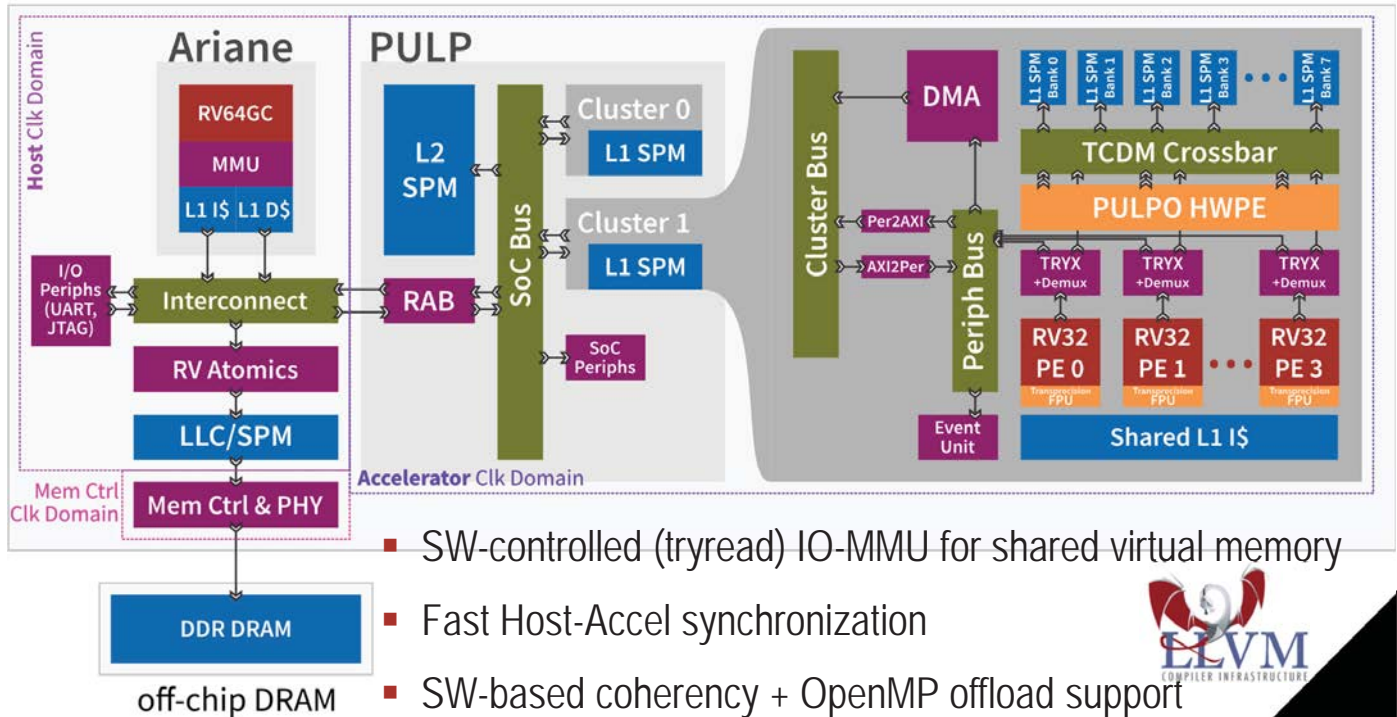 Host Clk Domain
Ariane
RV64GC
MMU
L1 I$
L1 D$
I/O
Periphs
(UART,
JTAG)
Interconnect
RV Atomics
LLC/SPM
Mem Ctrl
Clk Domain
Mem Ctrl & PHY
DDR DRAM
off-chip DRAM
PULP
L2
SPM
RAB
SoC Bus
Cluster 0
L1 SPM
Cluster 1
L1 SPM
SoC
Periphs
Accelerator Clk Domain
Cluster Bus
DMA
Per2AXI
AXI2Per
Periph Bus
Event
Unit
L1 SPM
Bank 0
L1 SPM
Bank 1
L1 SPM
Bank 2
L1 SPM
Bank 3
L1 SPM
Bank 7
TCDM Crossbar
PULPO HWPE
TRYX
+Demux
TRYX
+Demux
TRYX
+Demux
RV32
PE 0
Transprecision
FPU
RV32
PE 1
Transprecision
FPU
RV32
PE 3
Transprecision
FPU
Shared L1 I$
▪ SW-controlled (tryread) IO-MMU for shared virtual memory
▪ Fast Host-Accel synchronization
▪ SW-based coherency + OpenMP offload support
LLVM
COMPILER INFRASTRUCTURE